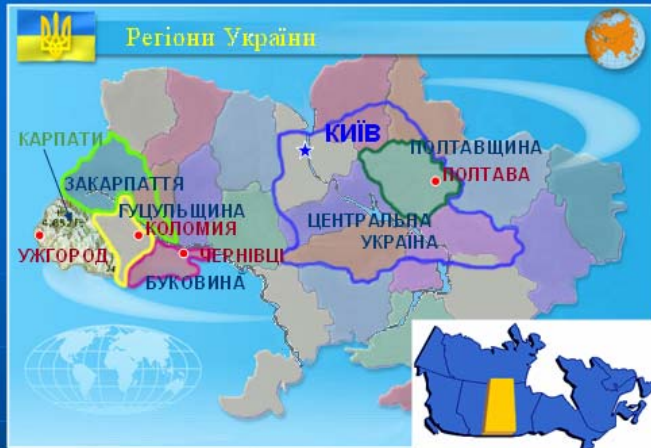 Регіони України
КИЇВ
КАРПАТИ
ПОЛТАВЩИНА
ПОЛТАВА
ЗАКАРПАТТЯ
ГУЦУЛЬЩИНА
ЦЕНТРАЛЬНА
УКРАЇНА
КОЛОМИЯ
УЖГОРОД
ЧЕРНІВЦІ
БУКОВИНА